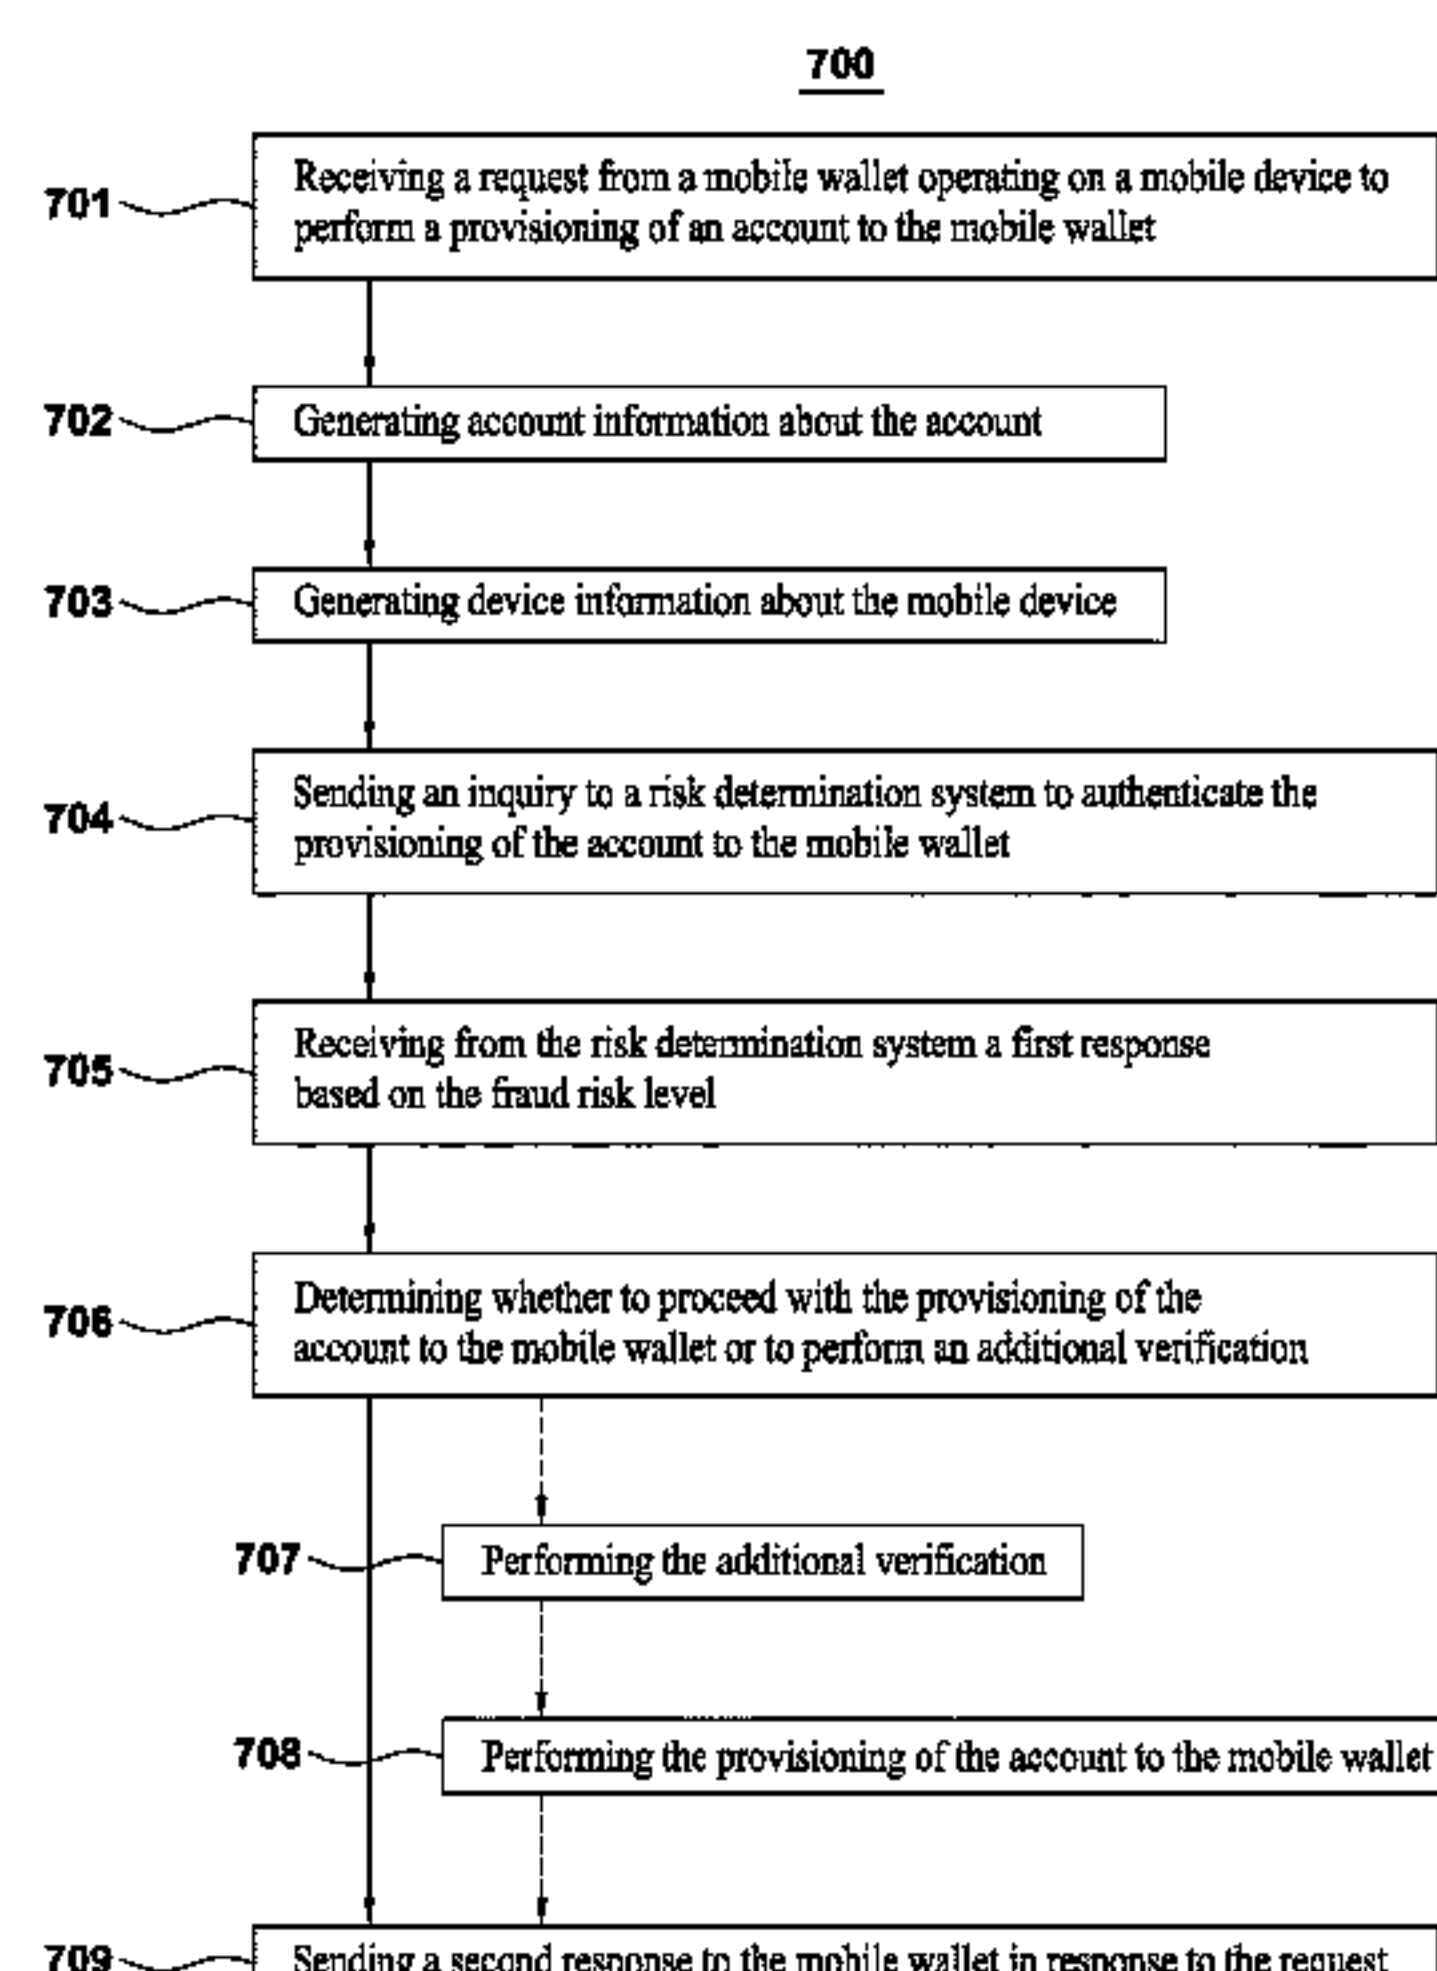 700
701
Receiving a request from a mobile wallet operating on a mobile device to
perform a provisioning of an account to the mobile wallet
702
Generating account information about the account
703
Generating device information about the mobile device
704
Sending an inquiry to a risk determination system to authenticate the
provisioning of the account to the mobile wallet
705
Receiving from the risk determination system a first response
based on the fraud risk level
706
Determining whether to proceed with the provisioning of the
account to the mobile wallet or to perform an additional verification
707
Performing the additional verification
708
Performing the provisioning of the account to the mobile wallet
709
Sending a second response to the mobile wallet in response to the request